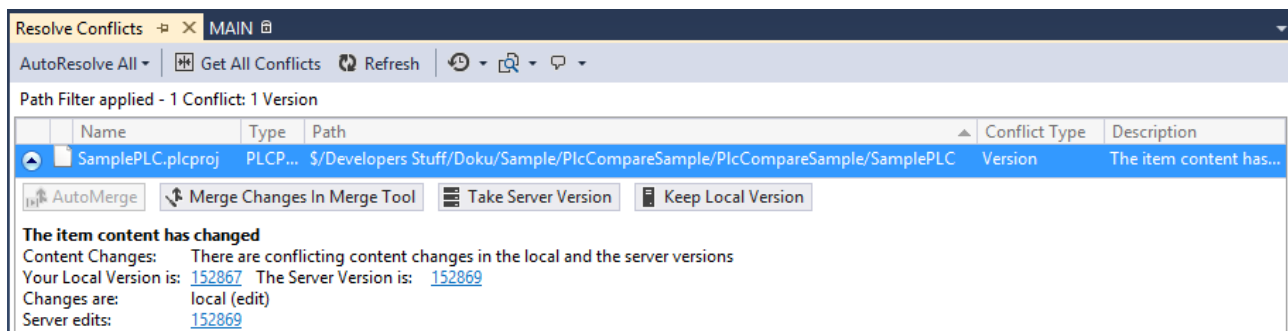 Resolve Conflicts MAIN
AutoResolve All Get All Conflicts Refresh
Path Filter applied - 1 Conflict: 1 Version
Name Type Path Conflict Type Description
SamplePLC.plcproj PLCP... $/Developers Stuff/Doku/Sample/PlcCompareSample/PlcCompareSample/SamplePLC Version The item content has...
AutoMerge Merge Changes In Merge Tool Take Server Version Keep Local Version
The item content has changed
Content Changes: There are conflicting content changes in the local and the server versions
Your Local Version is: 152867 The Server Version is: 152869
Changes are: local (edit)
Server edits: 152869